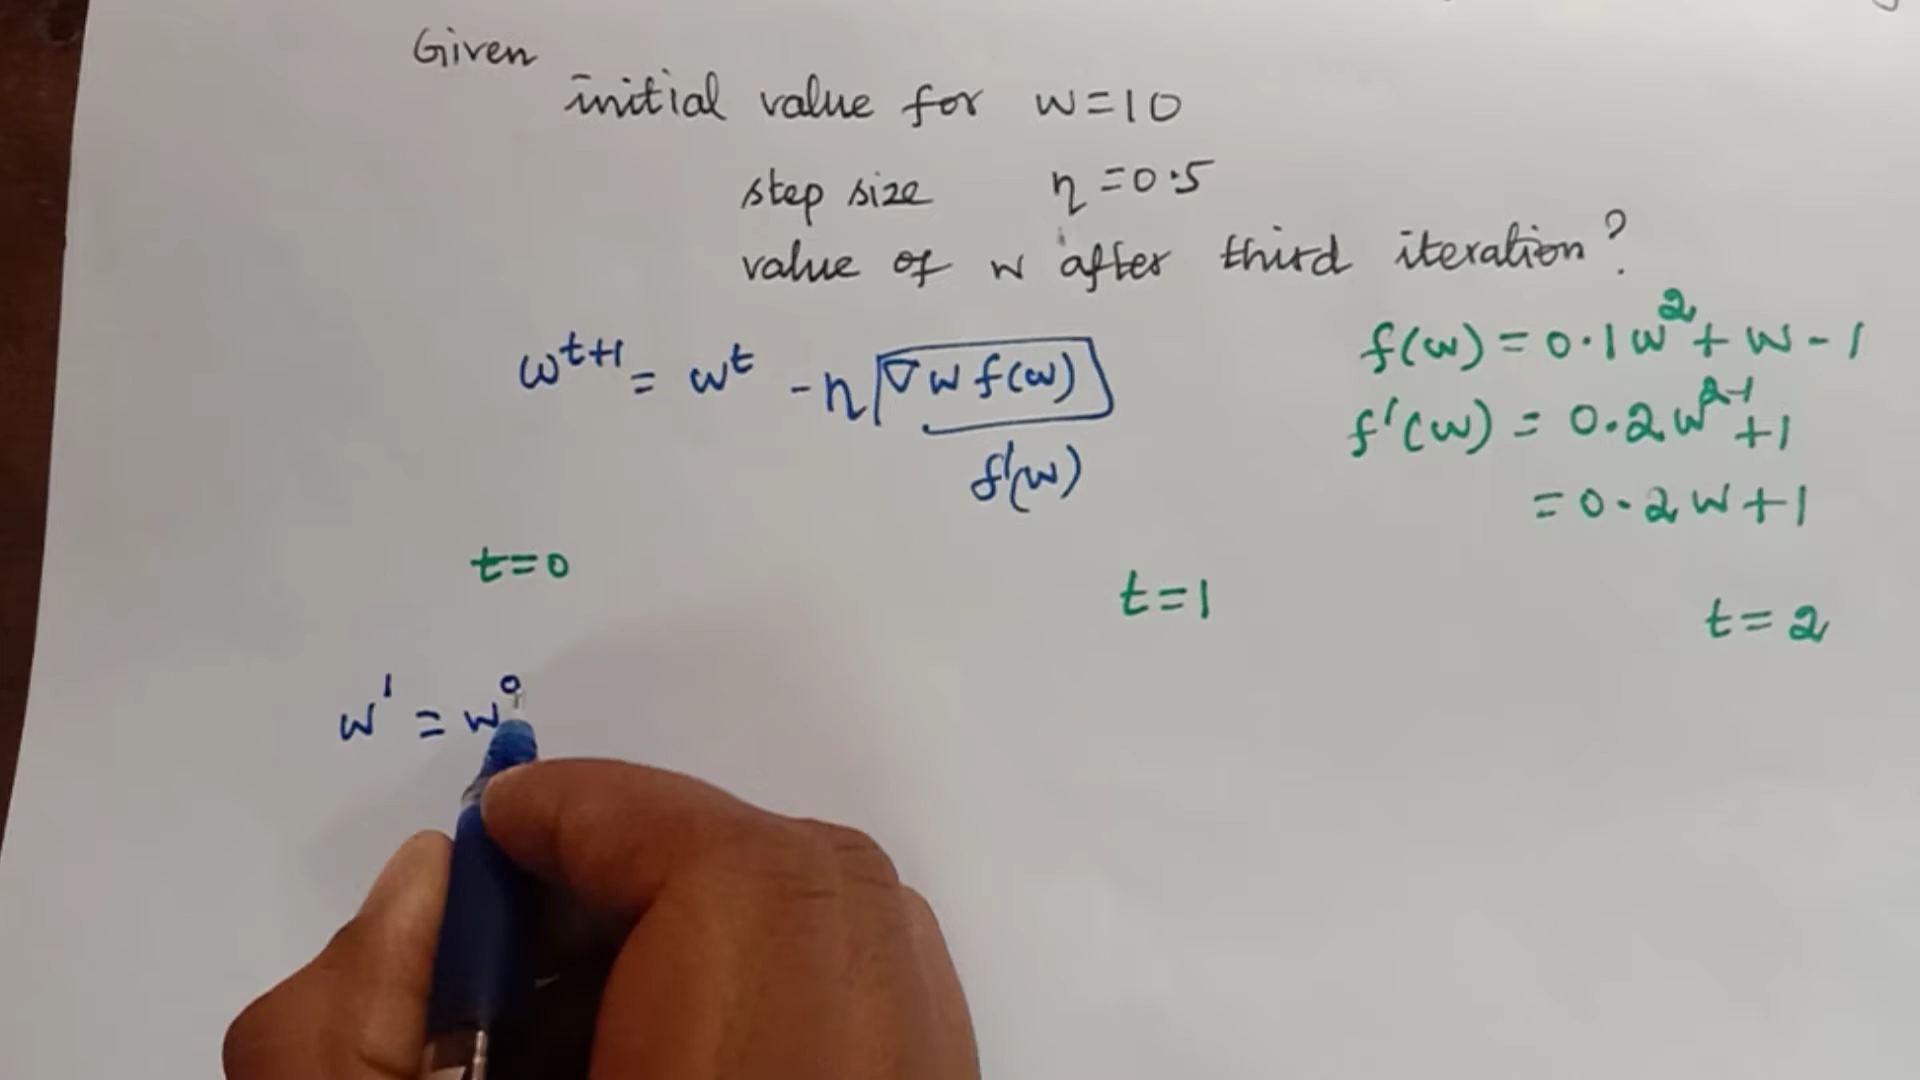 Given
initial value for w=10
step size η=0.5
value of w after third iteration?
w^t+1 = w^t - η ∇w f(w)
f'(w)
f(w) = 0.1w^2 + w - 1
f'(w) = 0.2w^2-1 + 1
= 0.2w + 1
t=0
t=1
t=2
w^1 = w^0